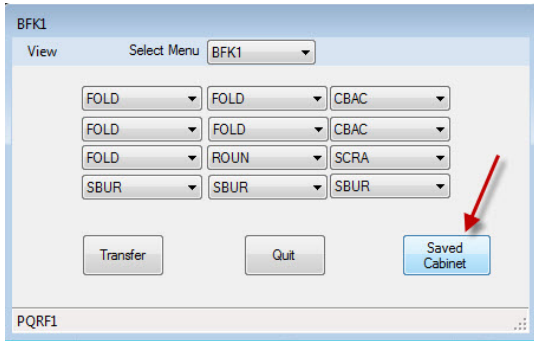 BFK1
View Select Menu BFK1
FOLD FOLD CBAC
FOLD FOLD CBAC
FOLD ROUN SCRA
SBUR SBUR SBUR
Transfer Quit Saved
Cabinet
PQRF1